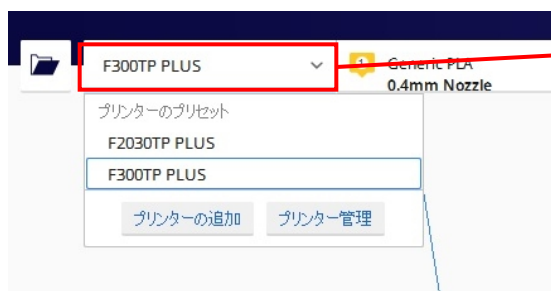 F300TP PLUS
1
Generic PLA
0.4mm Nozzle
プリンターのプリセット
F2030TP PLUS
F300TP PLUS
プリンターの追加
プリンター管理